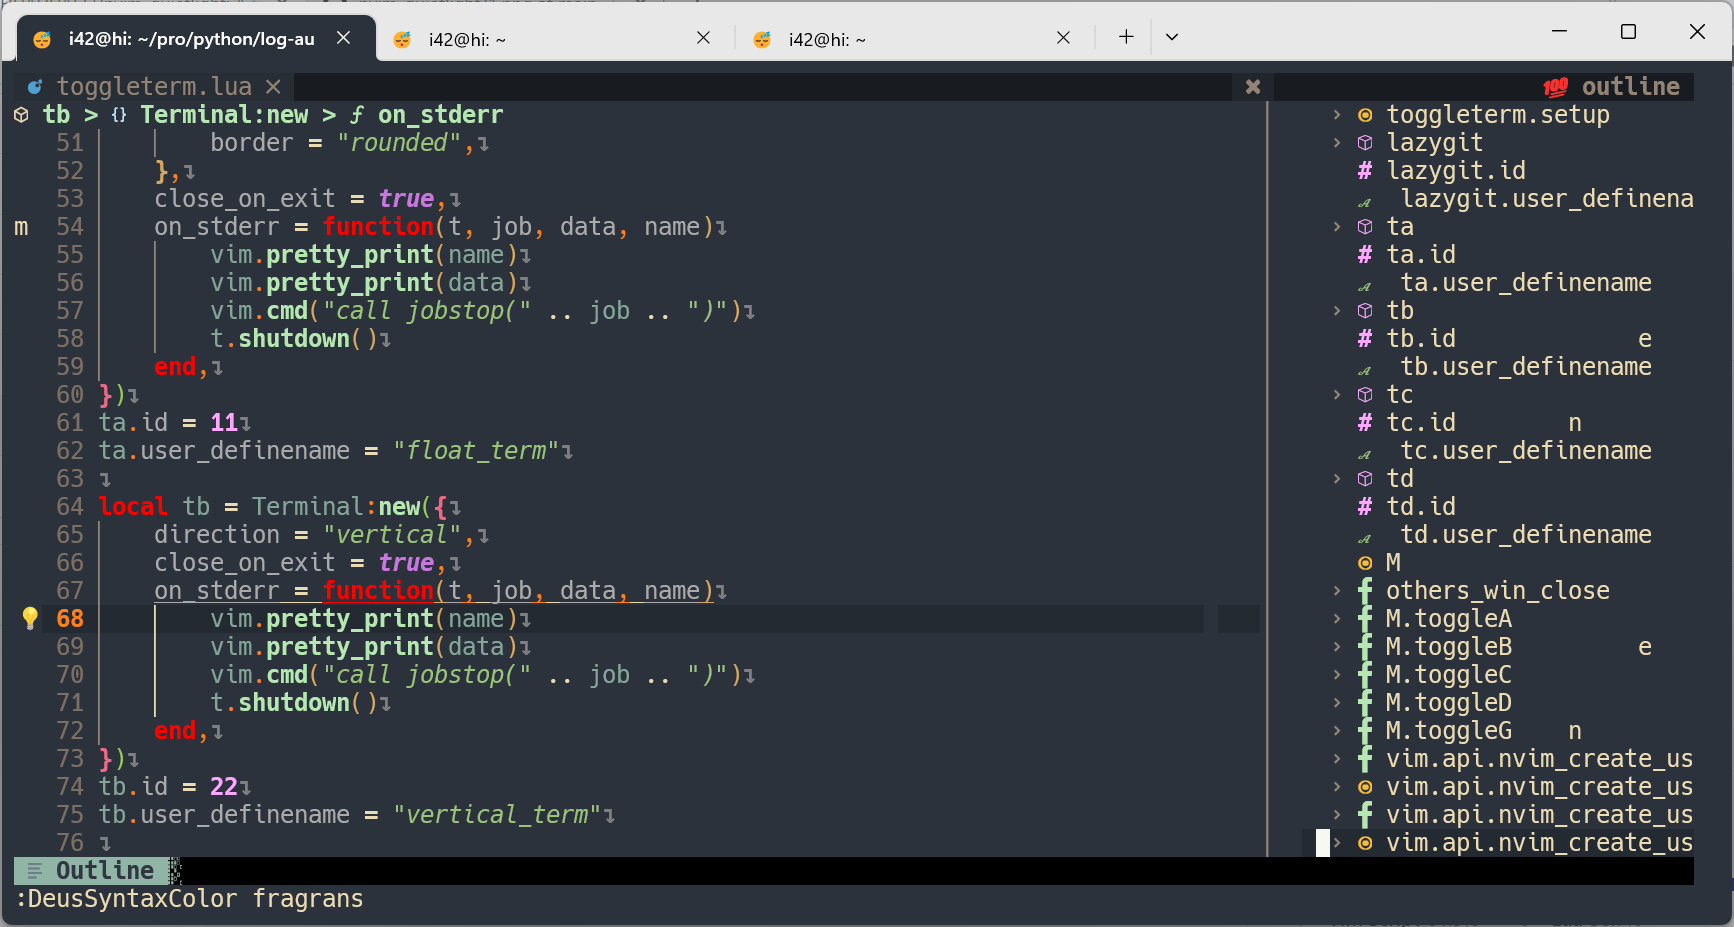 i42@hi: ~/pro/python/log-au
i42@hi: ~
i42@hi: ~
toggleterm.lua
💯 outline
tb > {} Terminal:new > ƒ on_stderr
51 border = "rounded",↴
52 },↴
53 close_on_exit = true,↴
m 54 on_stderr = function(t, job, data, name)↴
55 vim.pretty_print(name)↴
56 vim.pretty_print(data)↴
57 vim.cmd("call jobstop(" .. job .. ")")↴
58 t.shutdown()↴
59 end,↴
60 })↴
61 ta.id = 11↴
62 ta.user_definename = "float_term"↴
63 ↴
64 local tb = Terminal:new({↴
65 direction = "vertical",↴
66 close_on_exit = true,↴
67 on_stderr = function(t, job, data, name)↴
68 vim.pretty_print(name)↴
69 vim.pretty_print(data)↴
70 vim.cmd("call jobstop(" .. job .. ")")↴
71 t.shutdown()↴
72 end,↴
73 })↴
74 tb.id = 22↴
75 tb.user_definename = "vertical_term"↴
76 ↴
toggleterm.setup
lazygit
# lazygit.id
lazygit.user_definena
ta
# ta.id
ta.user_definename
tb
# tb.id e
tb.user_definename
tc
# tc.id n
tc.user_definename
td
# td.id
td.user_definename
M
others_win_close
M.toggleA
M.toggleB e
M.toggleC
M.toggleD
M.toggleG n
vim.api.nvim_create_us
vim.api.nvim_create_us
vim.api.nvim_create_us
vim.api.nvim_create_us
Outline
:DeusSyntaxColor fragrans